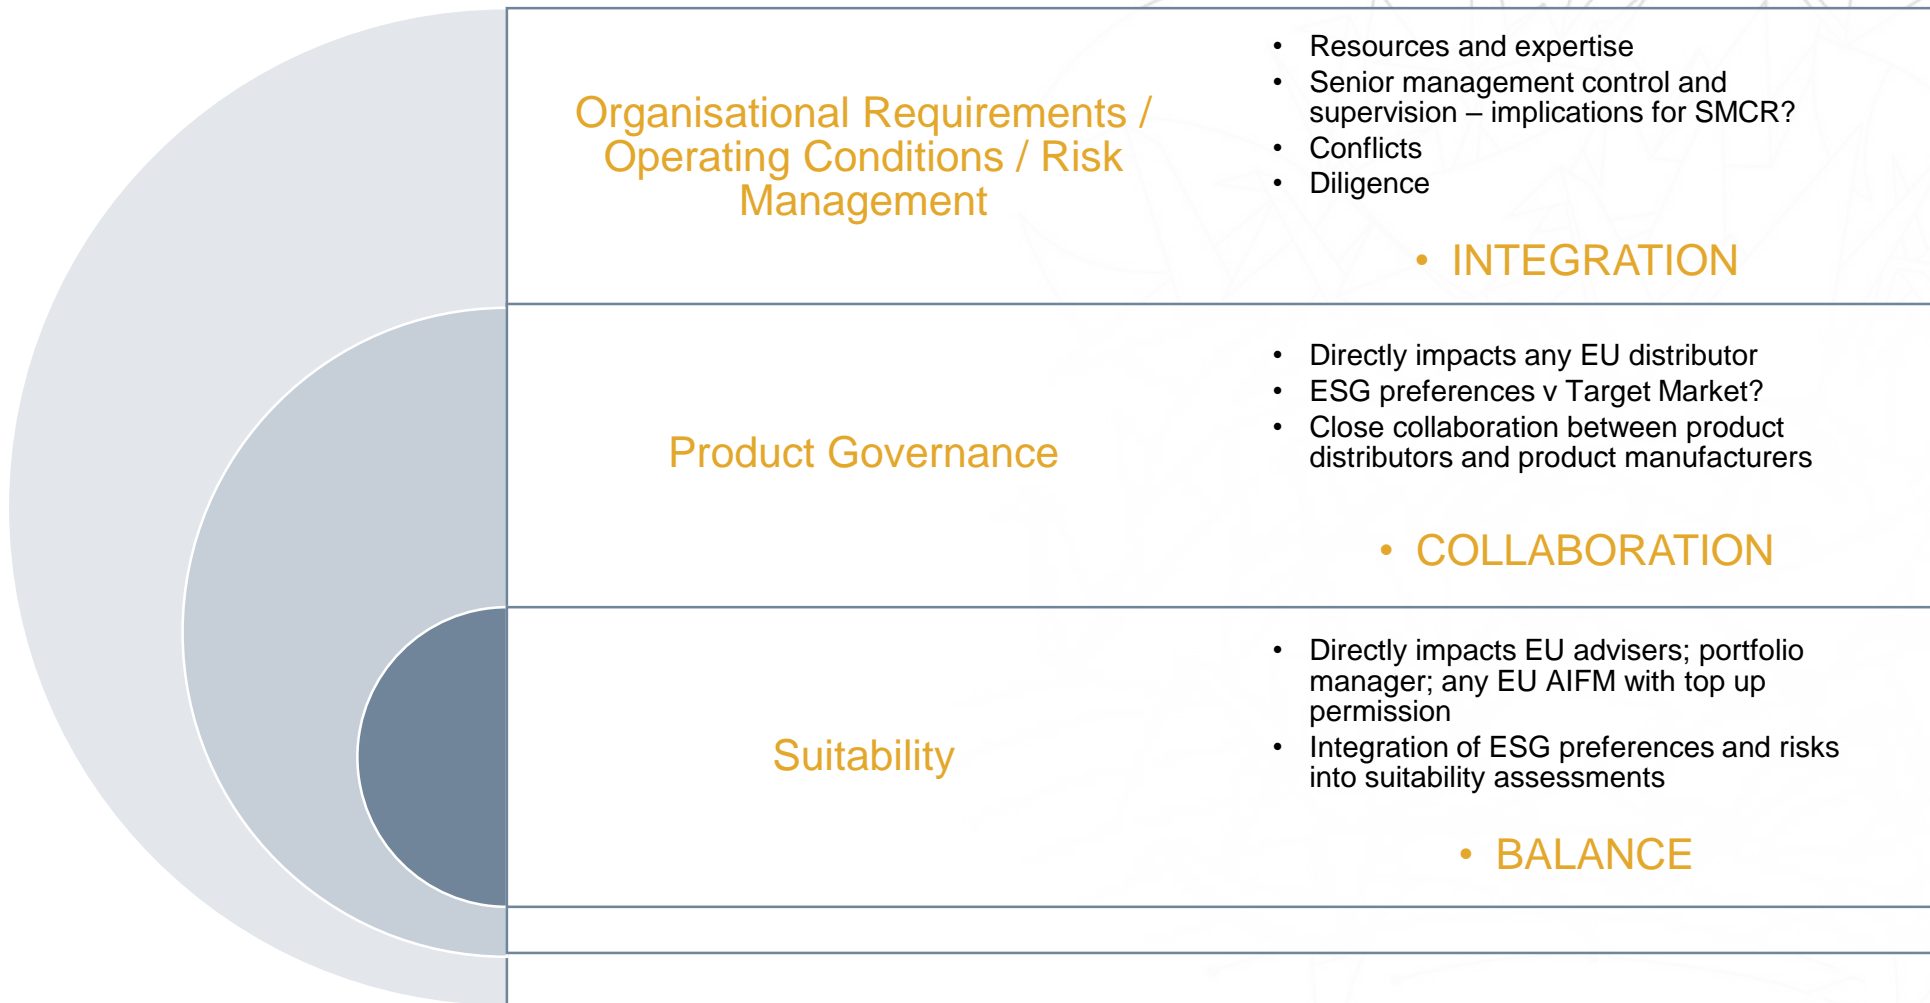 Organisational Requirements /
Operating Conditions / Risk
Management
• Resources and expertise
• Senior management control and
supervision – implications for SMCR?
• Conflicts
• Diligence
• INTEGRATION
Product Governance
• Directly impacts any EU distributor
• ESG preferences v Target Market?
• Close collaboration between product
distributors and product manufacturers
• COLLABORATION
Suitability
• Directly impacts EU advisers; portfolio
manager; any EU AIFM with top up
permission
• Integration of ESG preferences and risks
into suitability assessments
• BALANCE